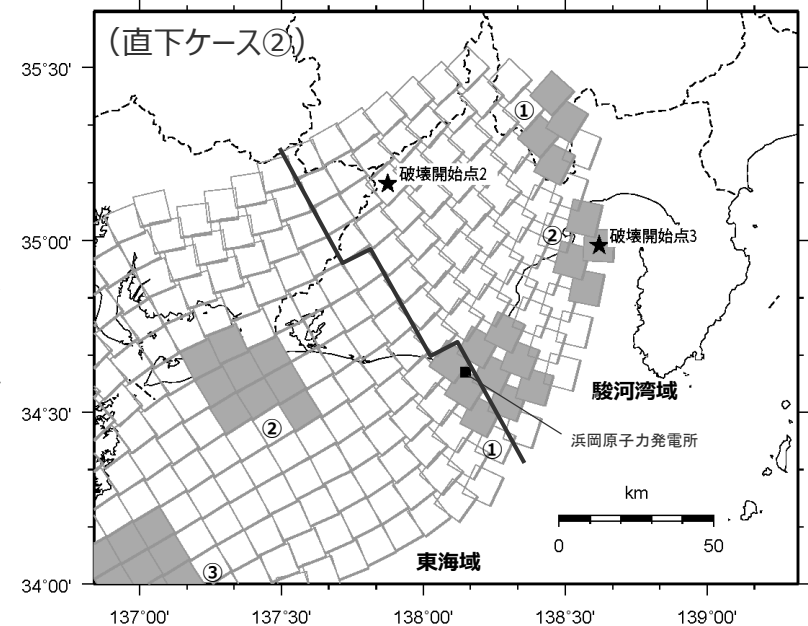 （直下ケース②）
35°30'
①
破壊開始点2
35°00'
②
破壊開始点3
駿河湾域
34°30'
②
浜岡原子力発電所
①
km
0
50
③
東海域
34°00'
137°00'
137°30'
138°00'
138°30'
139°00'